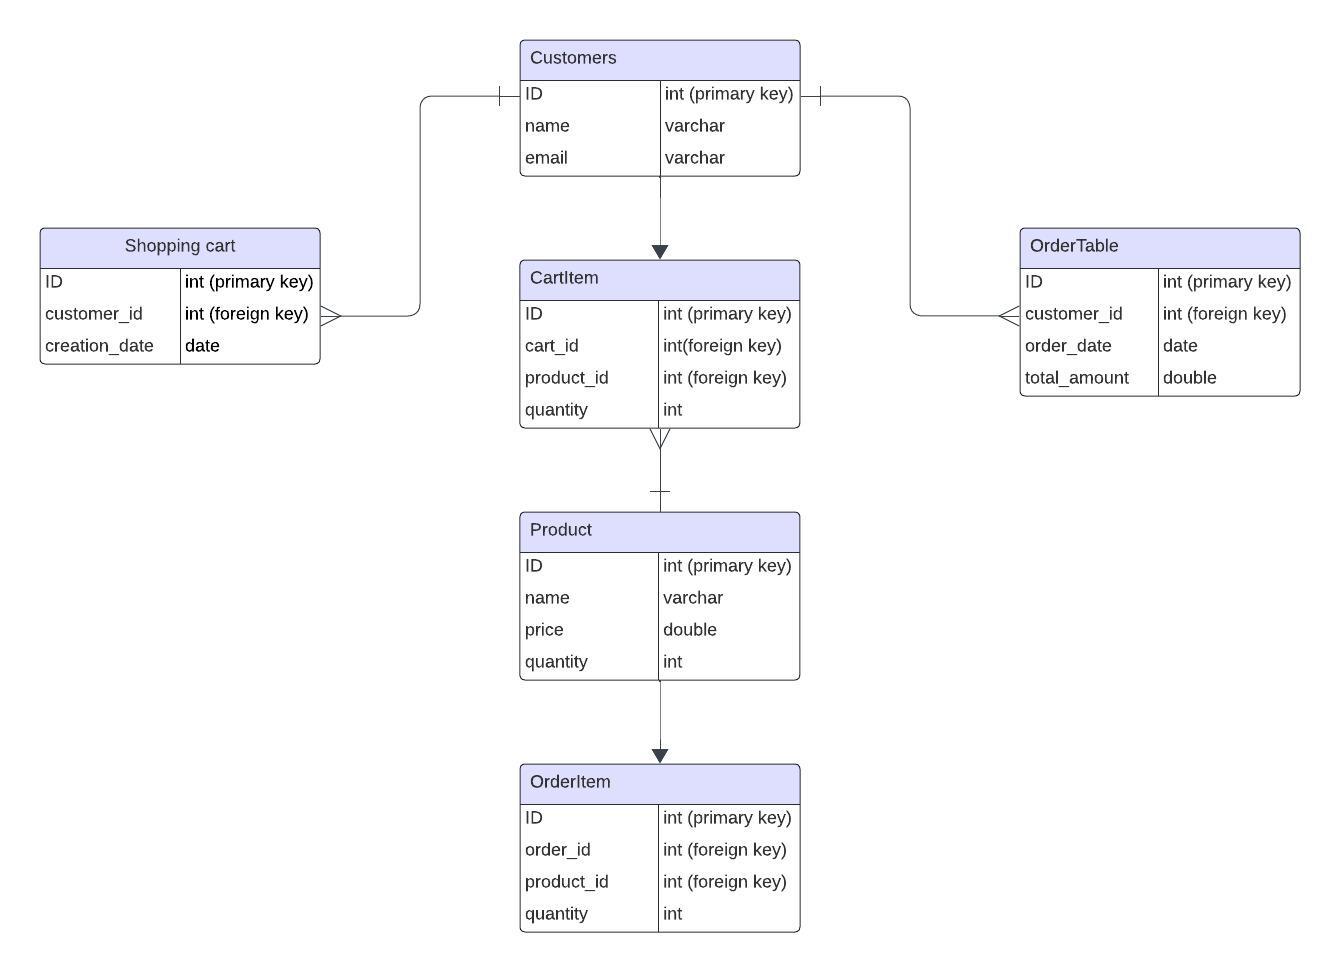 Customers
ID int (primary key)
name varchar
email varchar
Shopping cart
ID int (primary key)
customer_id int (foreign key)
creation_date date
CartItem
ID int (primary key)
cart_id int(foreign key)
product_id int (foreign key)
quantity int
OrderTable
ID int (primary key)
customer_id int (foreign key)
order_date date
total_amount double
Product
ID int (primary key)
name varchar
price double
quantity int
OrderItem
ID int (primary key)
order_id int (foreign key)
product_id int (foreign key)
quantity int